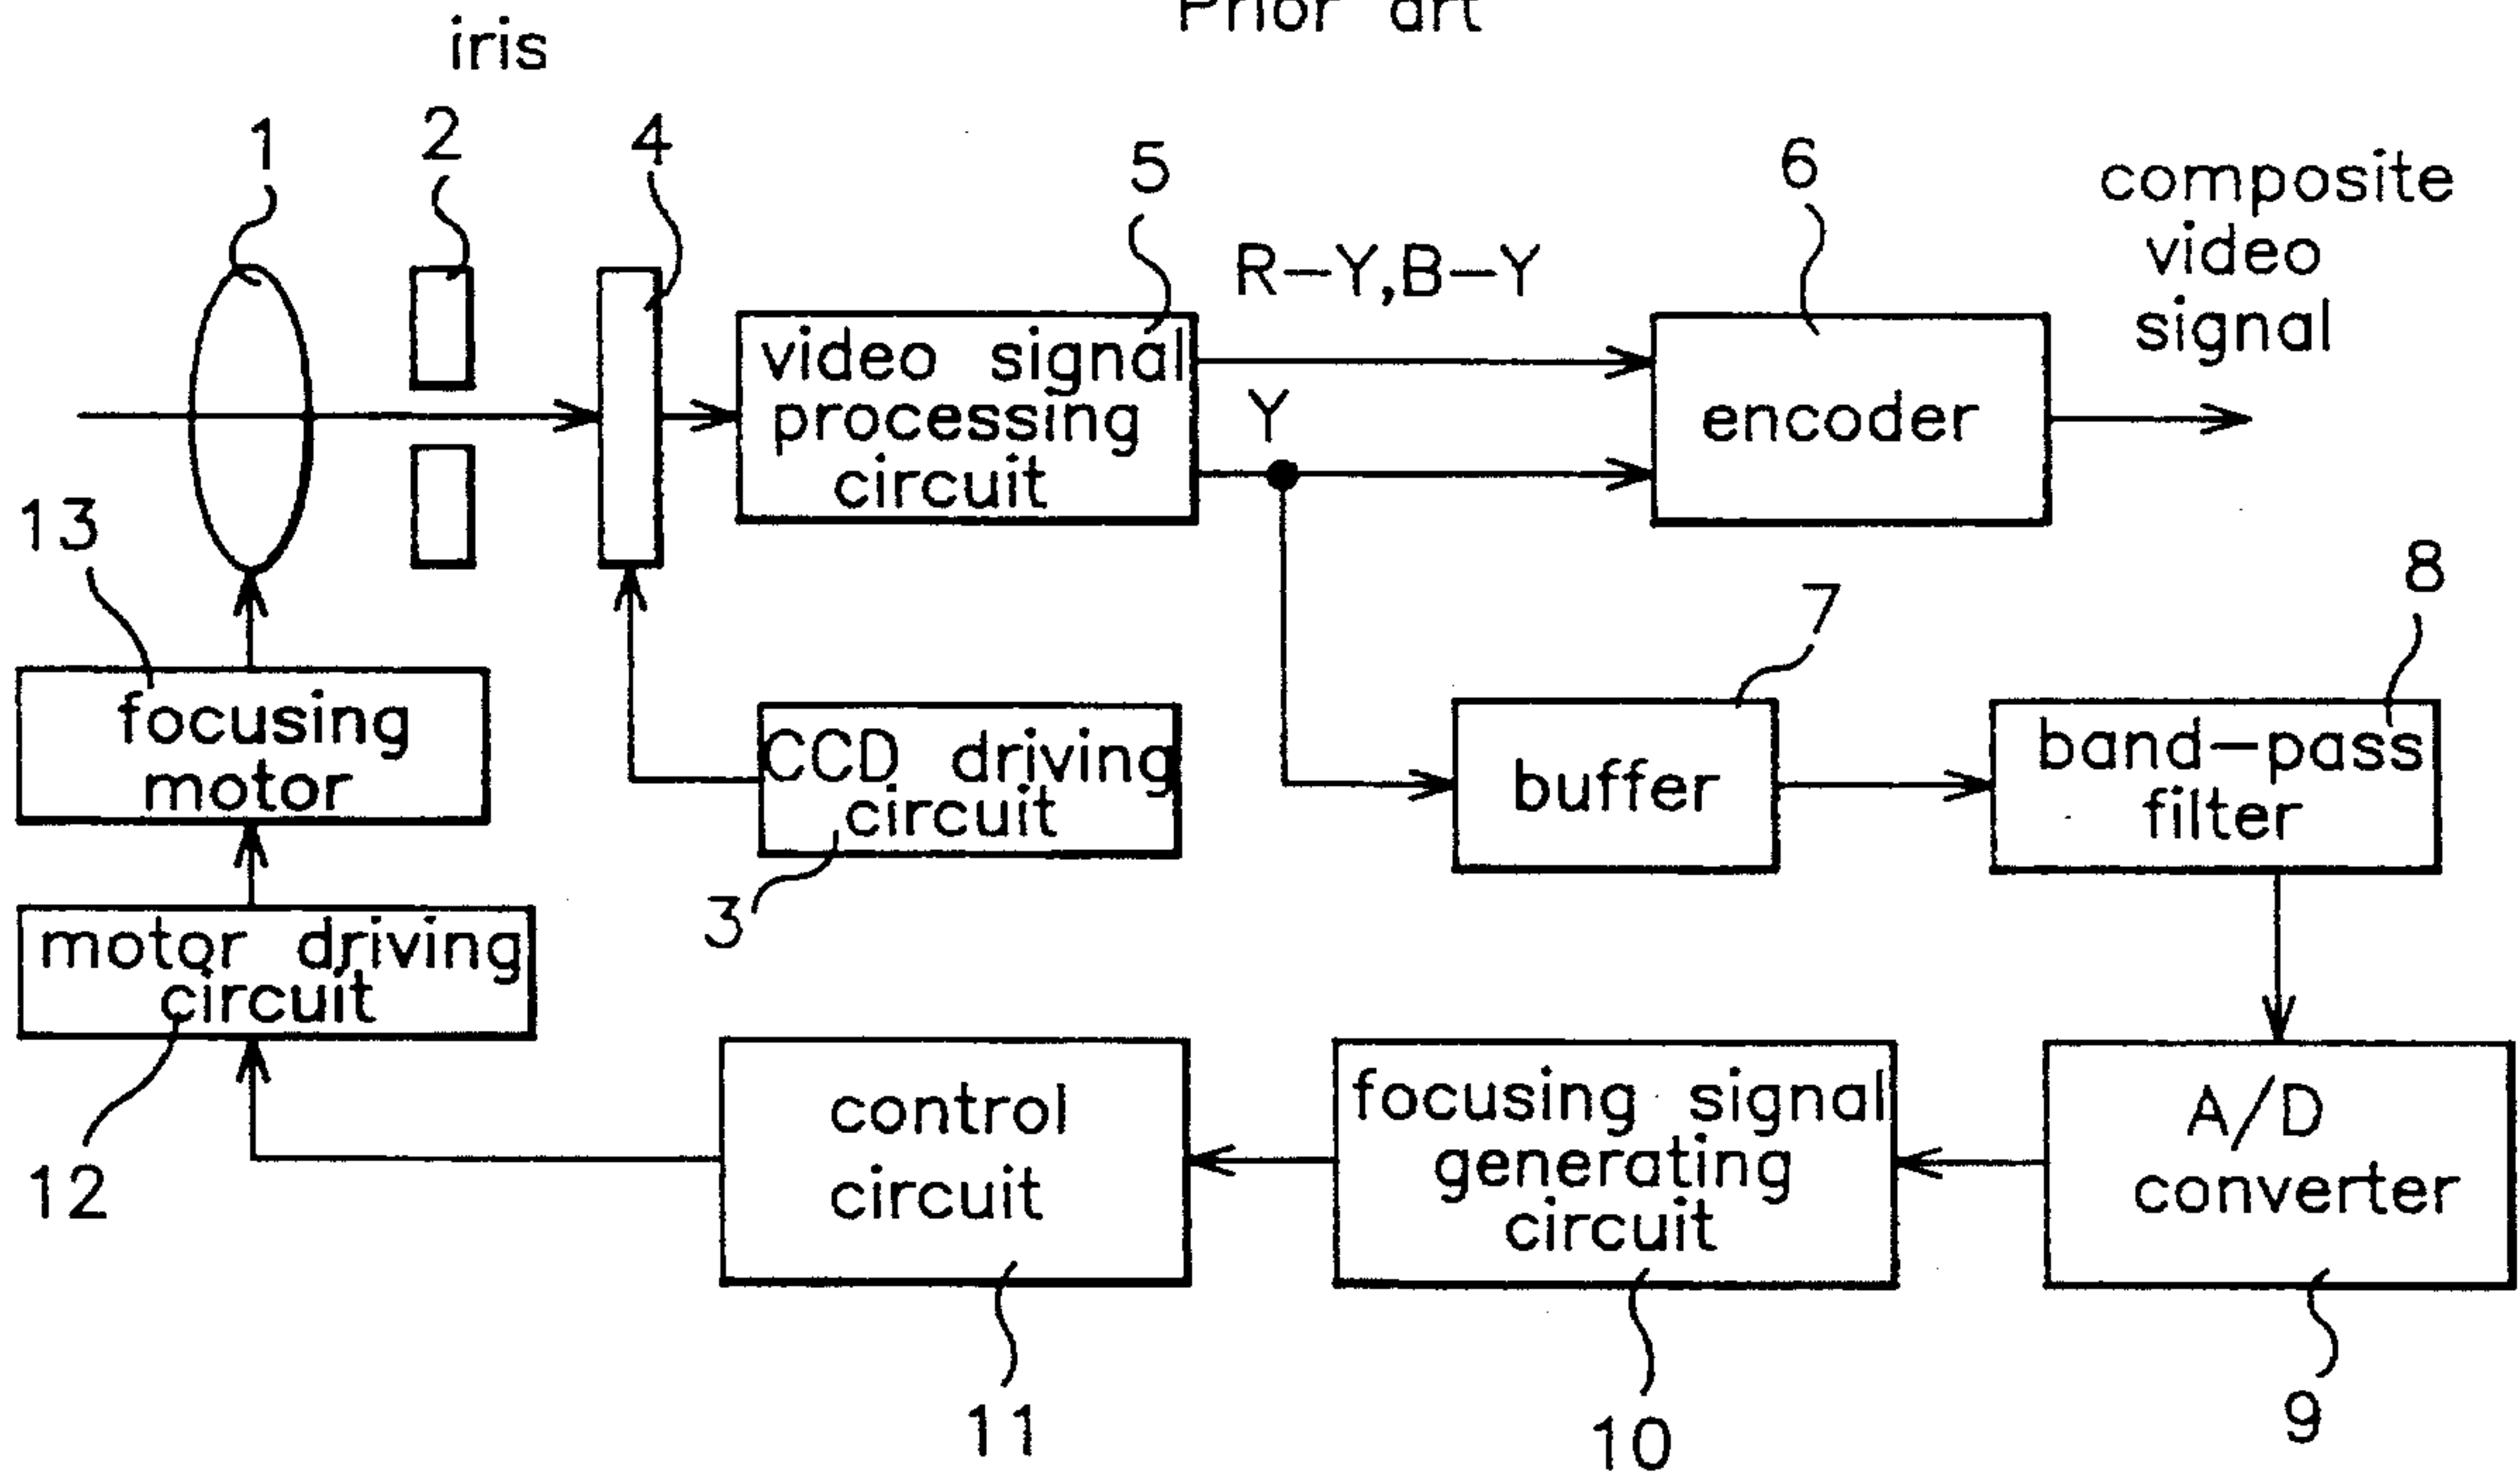 Prior art
iris
1
2
4
5
6
composite
video
signal
R-Y,B-Y
video signal
processing
circuit
Y
encoder
13
7
8
focusing
motor
CCD driving
circuit
buffer
band-pass
filter
3
motor driving
circuit
control
circuit
focusing signal
generating
circuit
A/D
converter
12
11
10
9